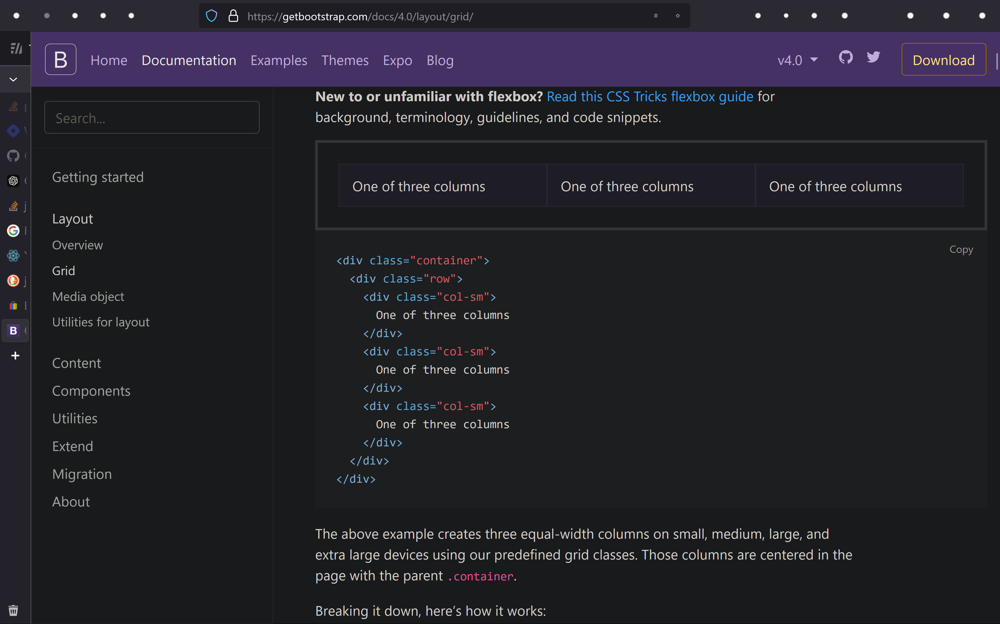 https://getbootstrap.com/docs/4.0/layout/grid/
B Home Documentation Examples Themes Expo Blog v4.0 Download
Search...
Getting started
Layout
Overview
Grid
Media object
Utilities for layout
Content
Components
Utilities
Extend
Migration
About
New to or unfamiliar with flexbox? Read this CSS Tricks flexbox guide for
background, terminology, guidelines, and code snippets.
One of three columns One of three columns One of three columns
Copy
<div class="container">
  <div class="row">
    <div class="col-sm">
      One of three columns
    </div>
    <div class="col-sm">
      One of three columns
    </div>
    <div class="col-sm">
      One of three columns
    </div>
  </div>
</div>
The above example creates three equal-width columns on small, medium, large, and
extra large devices using our predefined grid classes. Those columns are centered in the
page with the parent .container.
Breaking it down, here’s how it works: